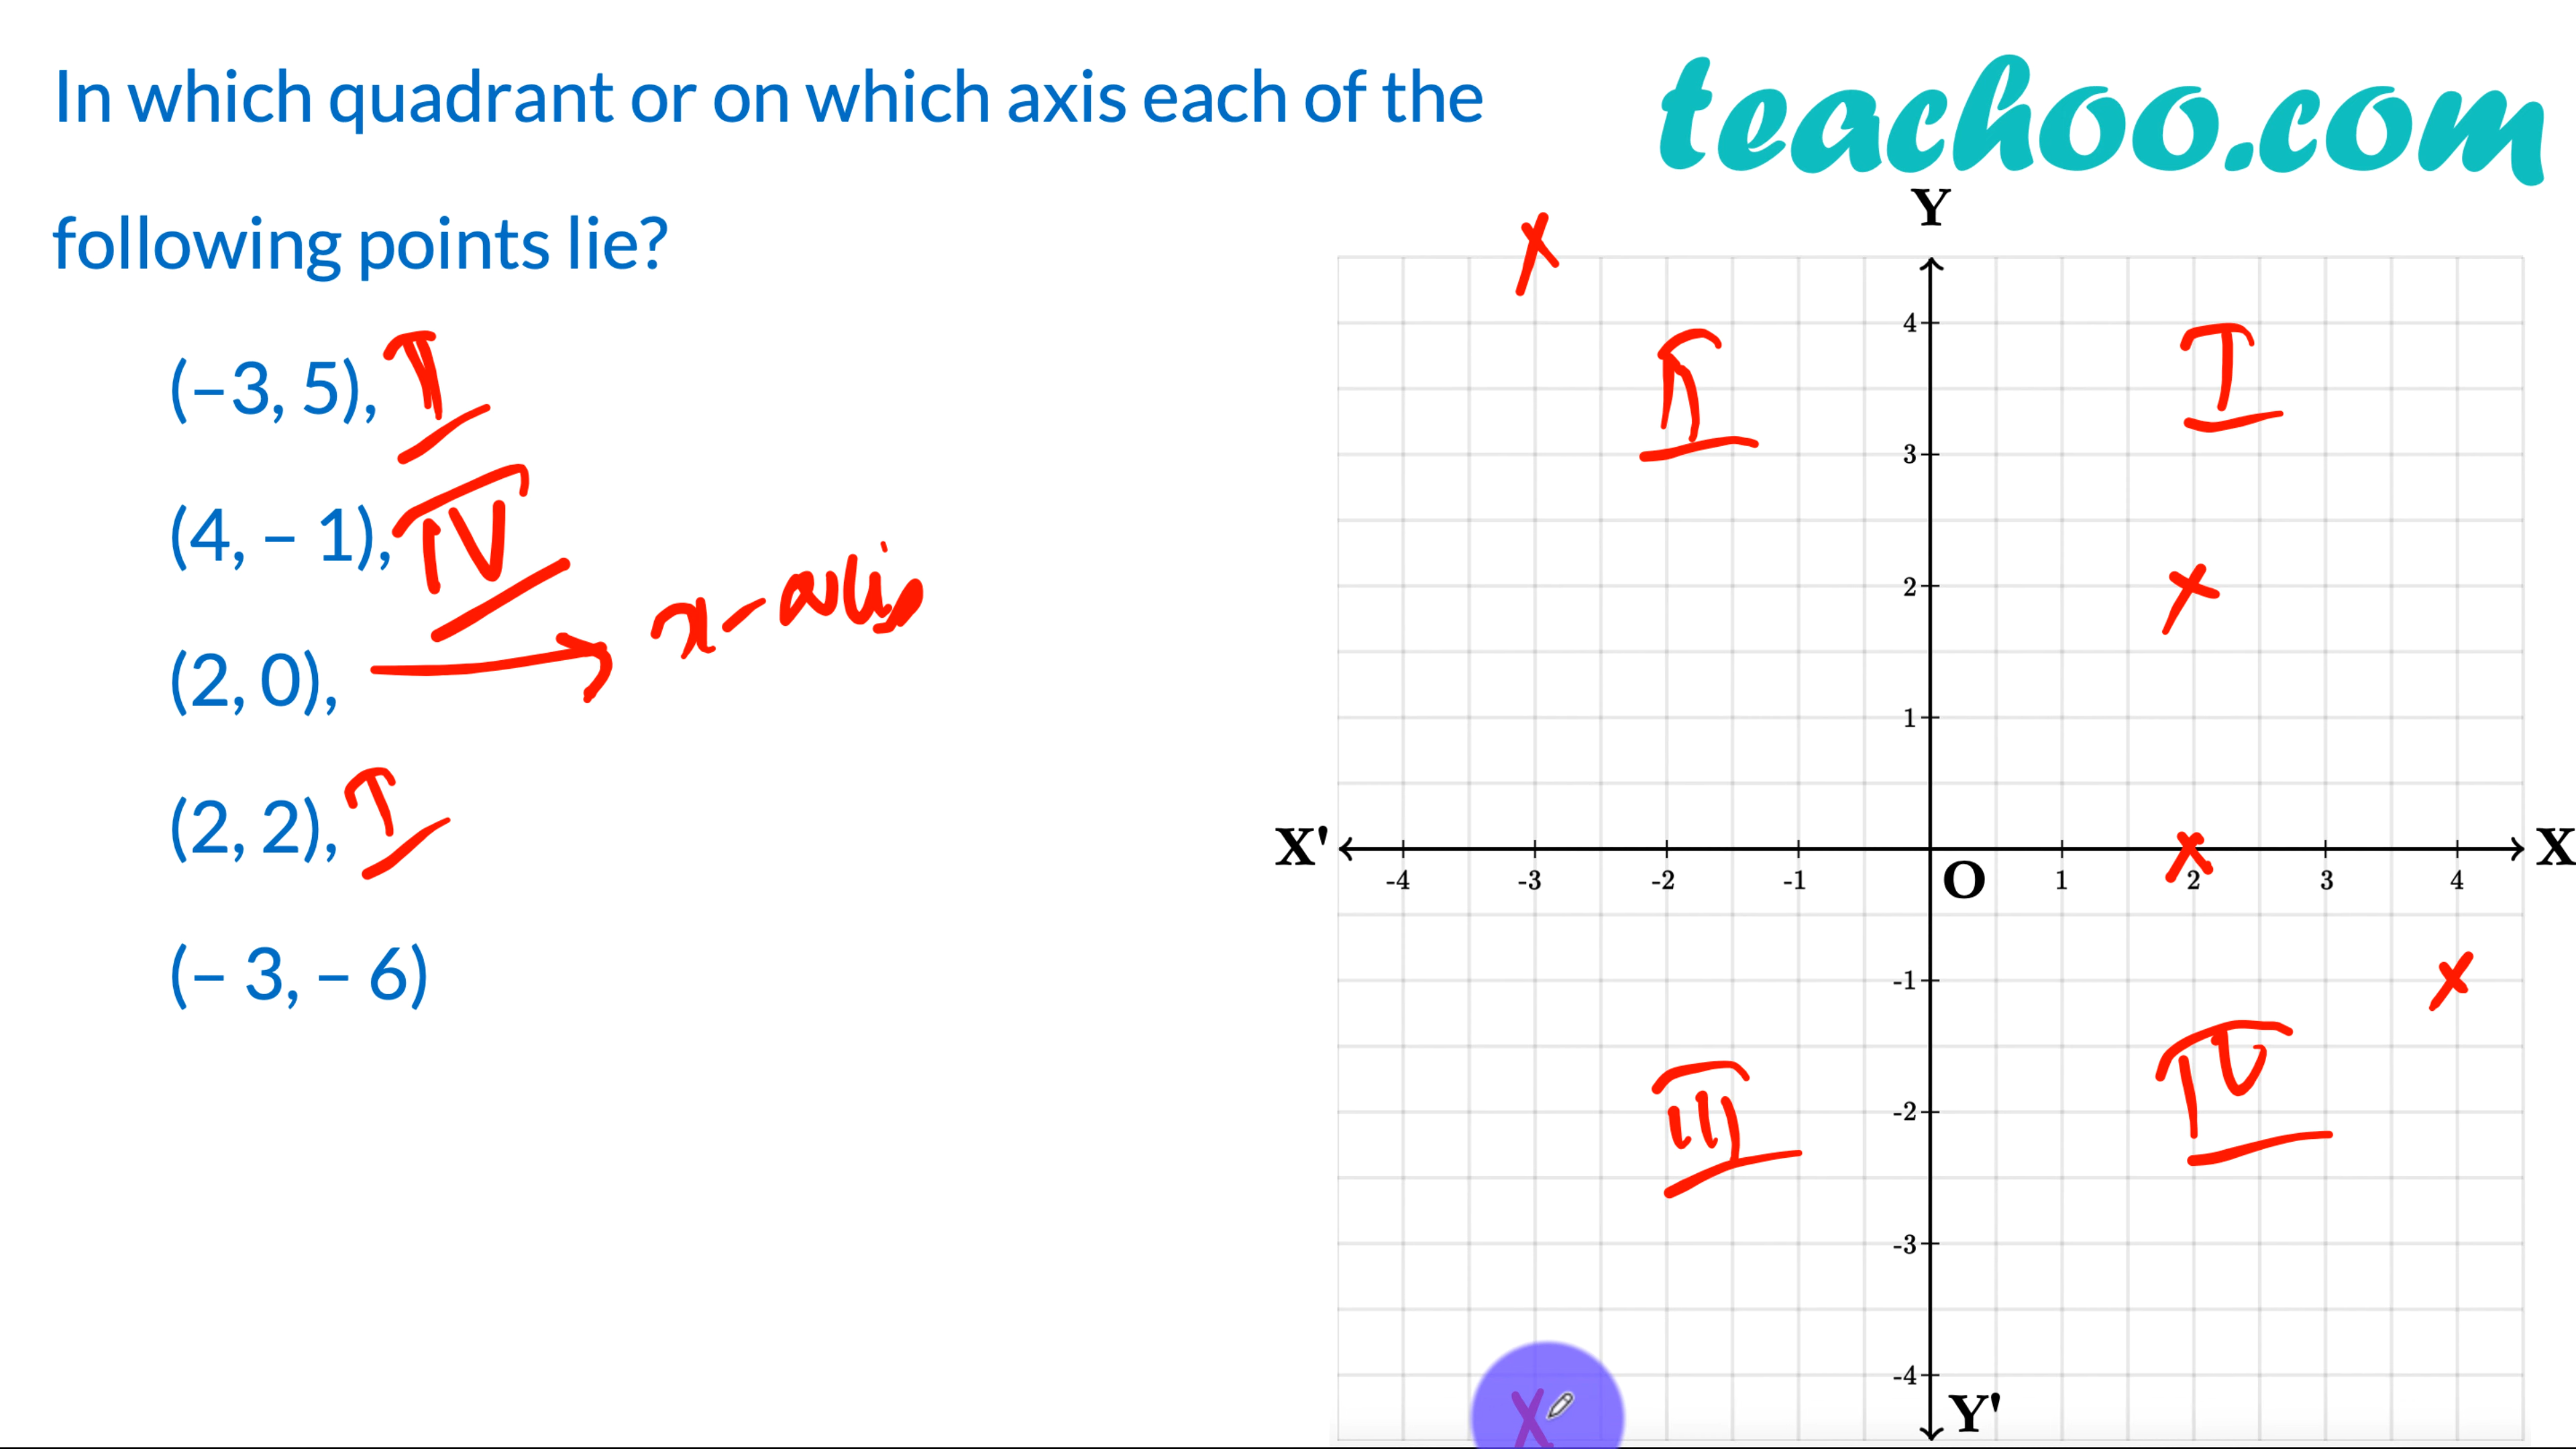 In which quadrant or on which axis each of the
teachoo.com
following points lie?
(–3, 5), II
(4, – 1), IV
(2, 0), → x-axis
(2, 2), I
(– 3, – 6)
Y
II I
4
3
2
1
X' X
-4 -3 -2 -1 O 1 2 3 4
-1
-2
III IV
-3
-4
Y'